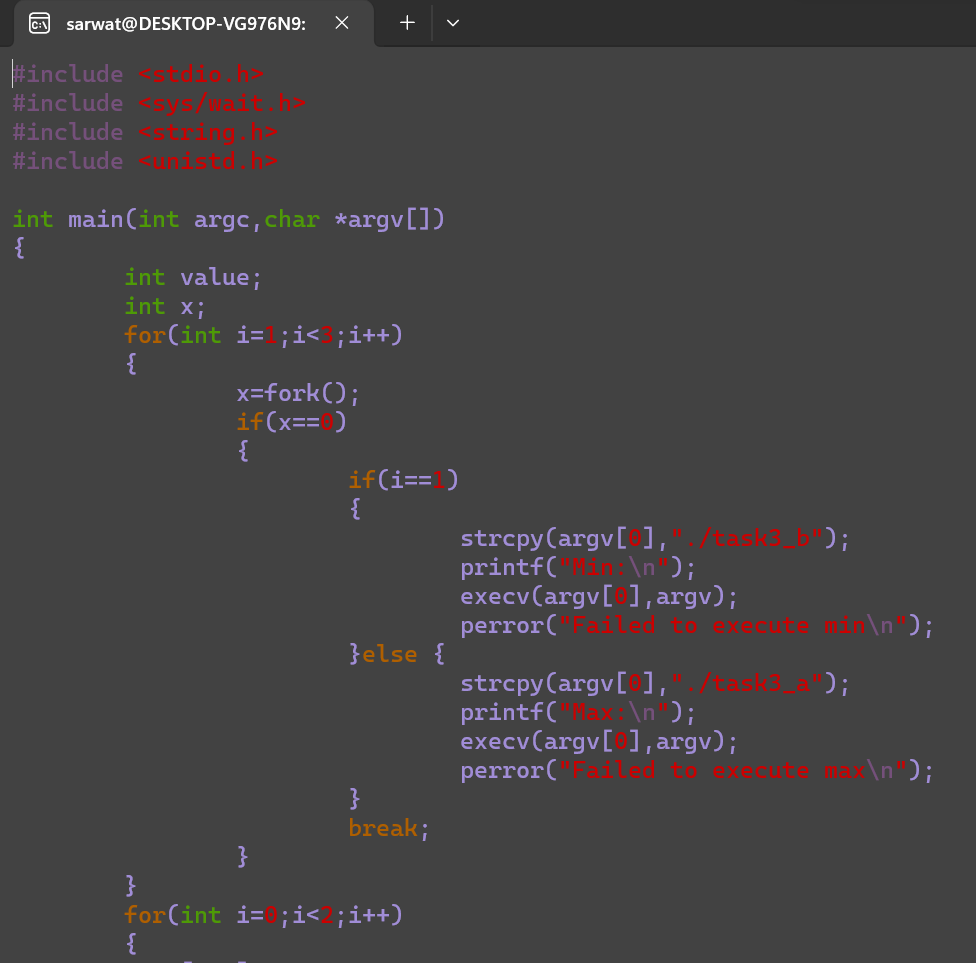 sarwat@DESKTOP-VG976N9:
#include <stdio.h>
#include <sys/wait.h>
#include <string.h>
#include <unistd.h>

int main(int argc,char *argv[])
{
        int value;
        int x;
        for(int i=1;i<3;i++)
        {
                x=fork();
                if(x==0)
                {
                        if(i==1)
                        {
                                strcpy(argv[0],"./task3_b");
                                printf("Min:\n");
                                execv(argv[0],argv);
                                perror("Failed to execute min\n");
                        }else {
                                strcpy(argv[0],"./task3_a");
                                printf("Max:\n");
                                execv(argv[0],argv);
                                perror("Failed to execute max\n");
                        }
                        break;
                }
        }
        for(int i=0;i<2;i++)
        {